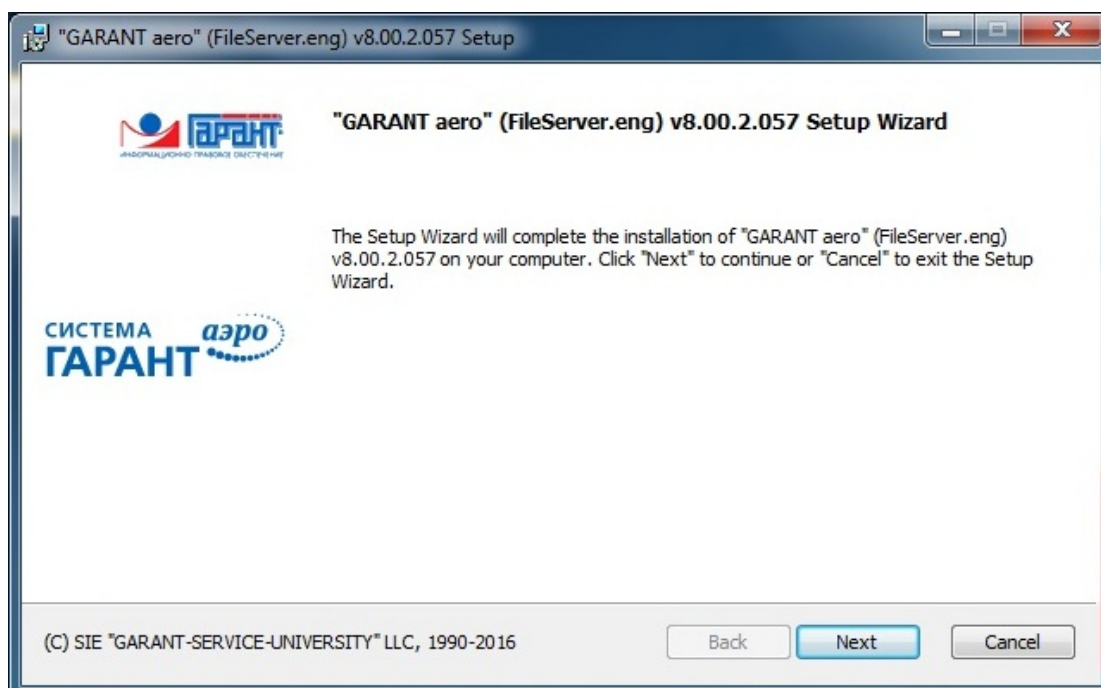 "GARANT aero" (FileServer.eng) v8.00.2.057 Setup
ГАРАНТ
ИНФОРМАЦИОННО ПРАВОВОЕ ОБЕСПЕЧЕНИЕ
"GARANT aero" (FileServer.eng) v8.00.2.057 Setup Wizard
The Setup Wizard will complete the installation of "GARANT aero" (FileServer.eng)
v8.00.2.057 on your computer. Click "Next" to continue or "Cancel" to exit the Setup
Wizard.
СИСТЕМА аэро
ГАРАНТ
(C) SIE "GARANT-SERVICE-UNIVERSITY" LLC, 1990-2016
Back Next Cancel